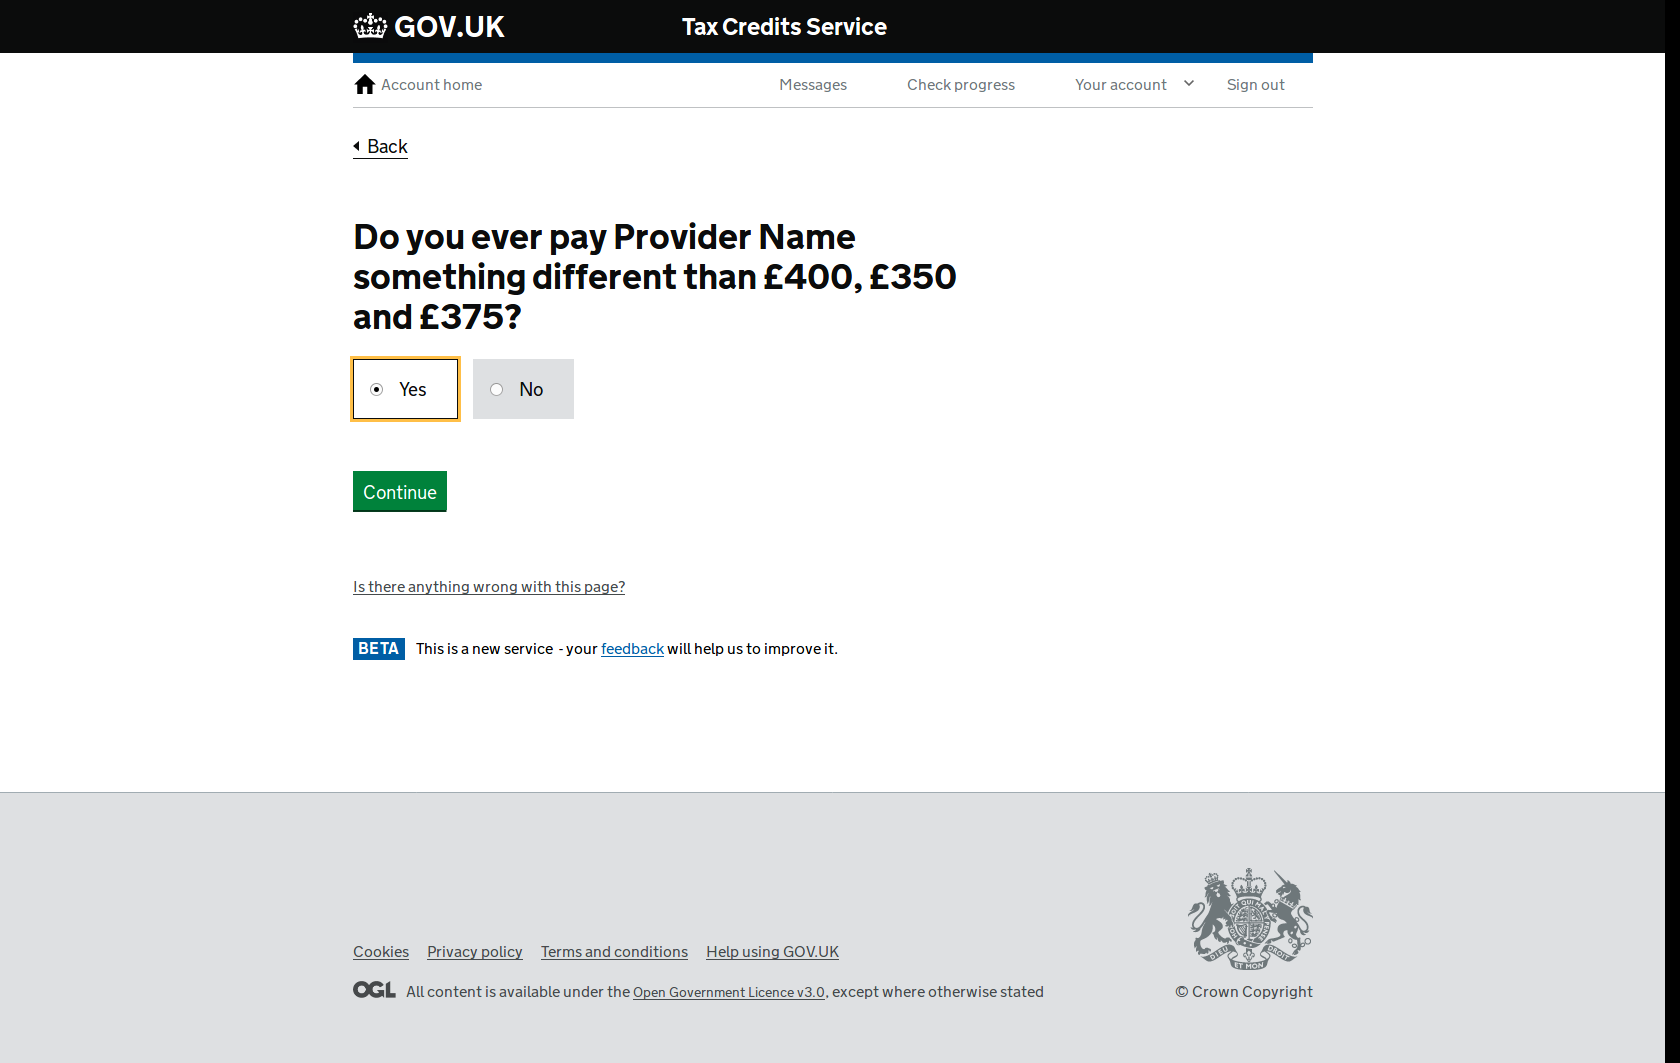 GOV.UK
Tax Credits Service
Account home
Messages
Check progress
Your account
Sign out
Back
Do you ever pay Provider Name
something different than £400, £350
and £375?
Yes
No
Continue
Is there anything wrong with this page?
BETA This is a new service - your feedback will help us to improve it.
Cookies Privacy policy Terms and conditions Help using GOV.UK
OGL All content is available under the Open Government Licence v3.0, except where otherwise stated
© Crown Copyright